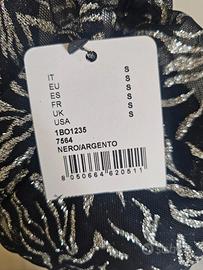 IT S
EU S
ES S
FR S
UK S
USA
1BO1235
7564
NERO/ARGENTO
8 050664 620511